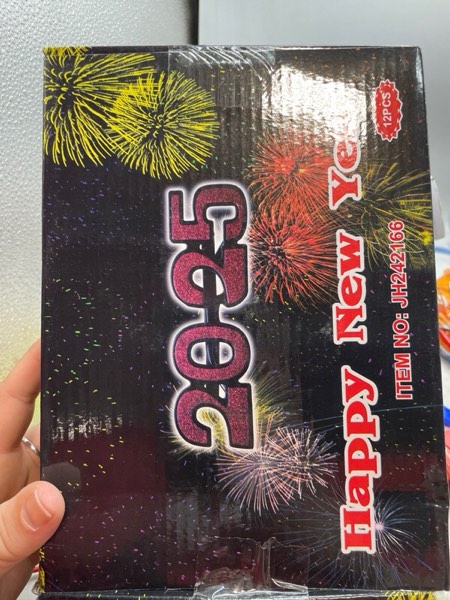 12PCS
2025
Happy New Ye
ITEM NO: JH242166